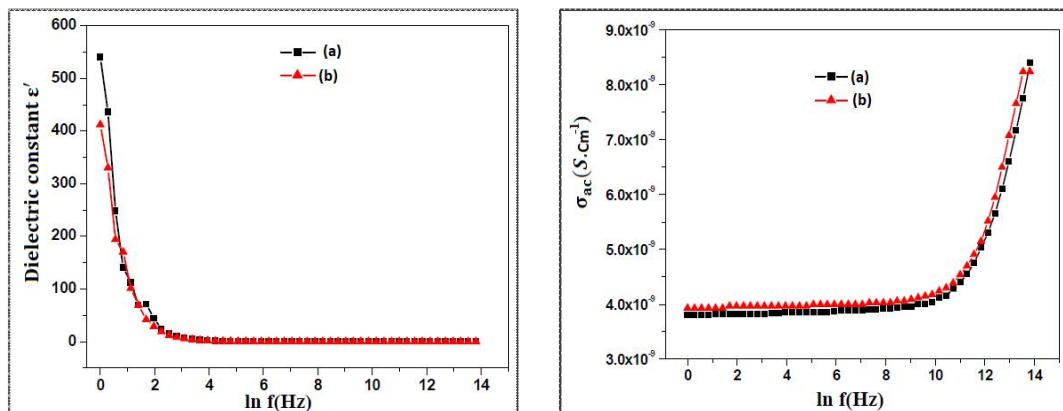 600
500
400
300
200
100
0
Dielectric constant ε′
(a)
(b)
0 2 4 6 8 10 12 14
ln f(Hz)
9.0x10⁻⁹
8.0x10⁻⁹
7.0x10⁻⁹
6.0x10⁻⁹
5.0x10⁻⁹
4.0x10⁻⁹
3.0x10⁻⁹
σac(S.cm⁻¹)
(a)
(b)
0 2 4 6 8 10 12 14
ln f(Hz)